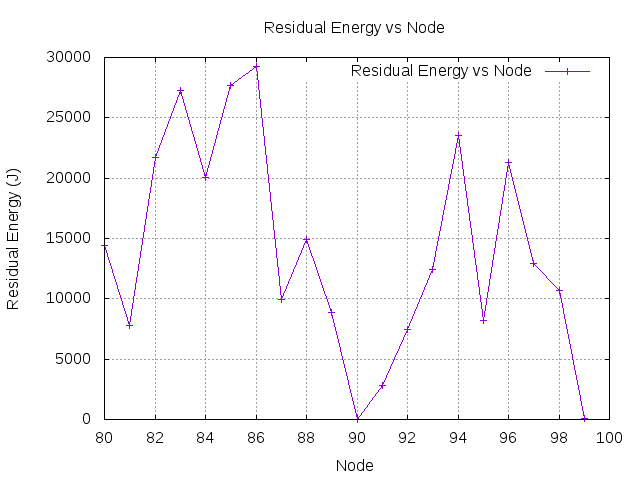 Residual Energy vs Node
Residual Energy vs Node
30000
25000
20000
15000
10000
5000
0
Residual Energy (J)
80 82 84 86 88 90 92 94 96 98 100
Node